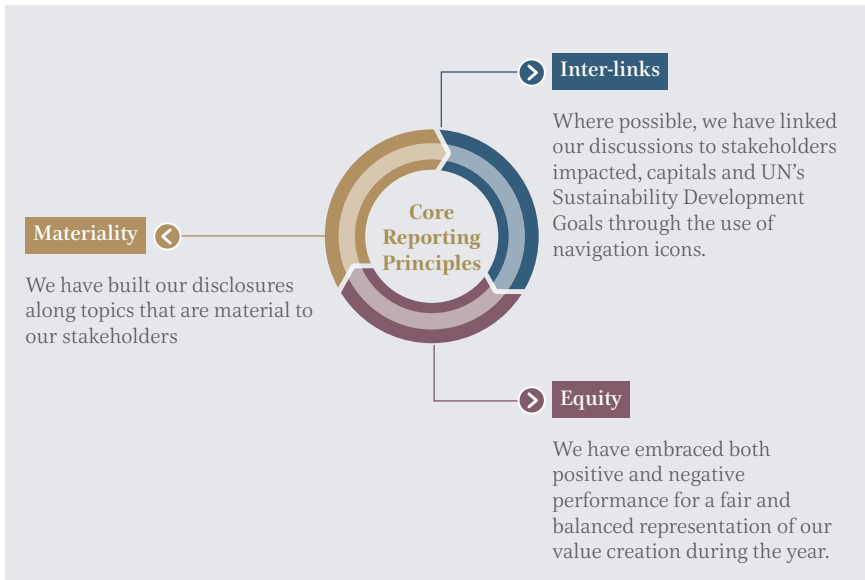 Core
Reporting
Principles
Inter-links
Where possible, we have linked
our discussions to stakeholders
impacted, capitals and UN’s
Sustainability Development
Goals through the use of
navigation icons.
Materiality
We have built our disclosures
along topics that are material to
our stakeholders
Equity
We have embraced both
positive and negative
performance for a fair and
balanced representation of our
value creation during the year.